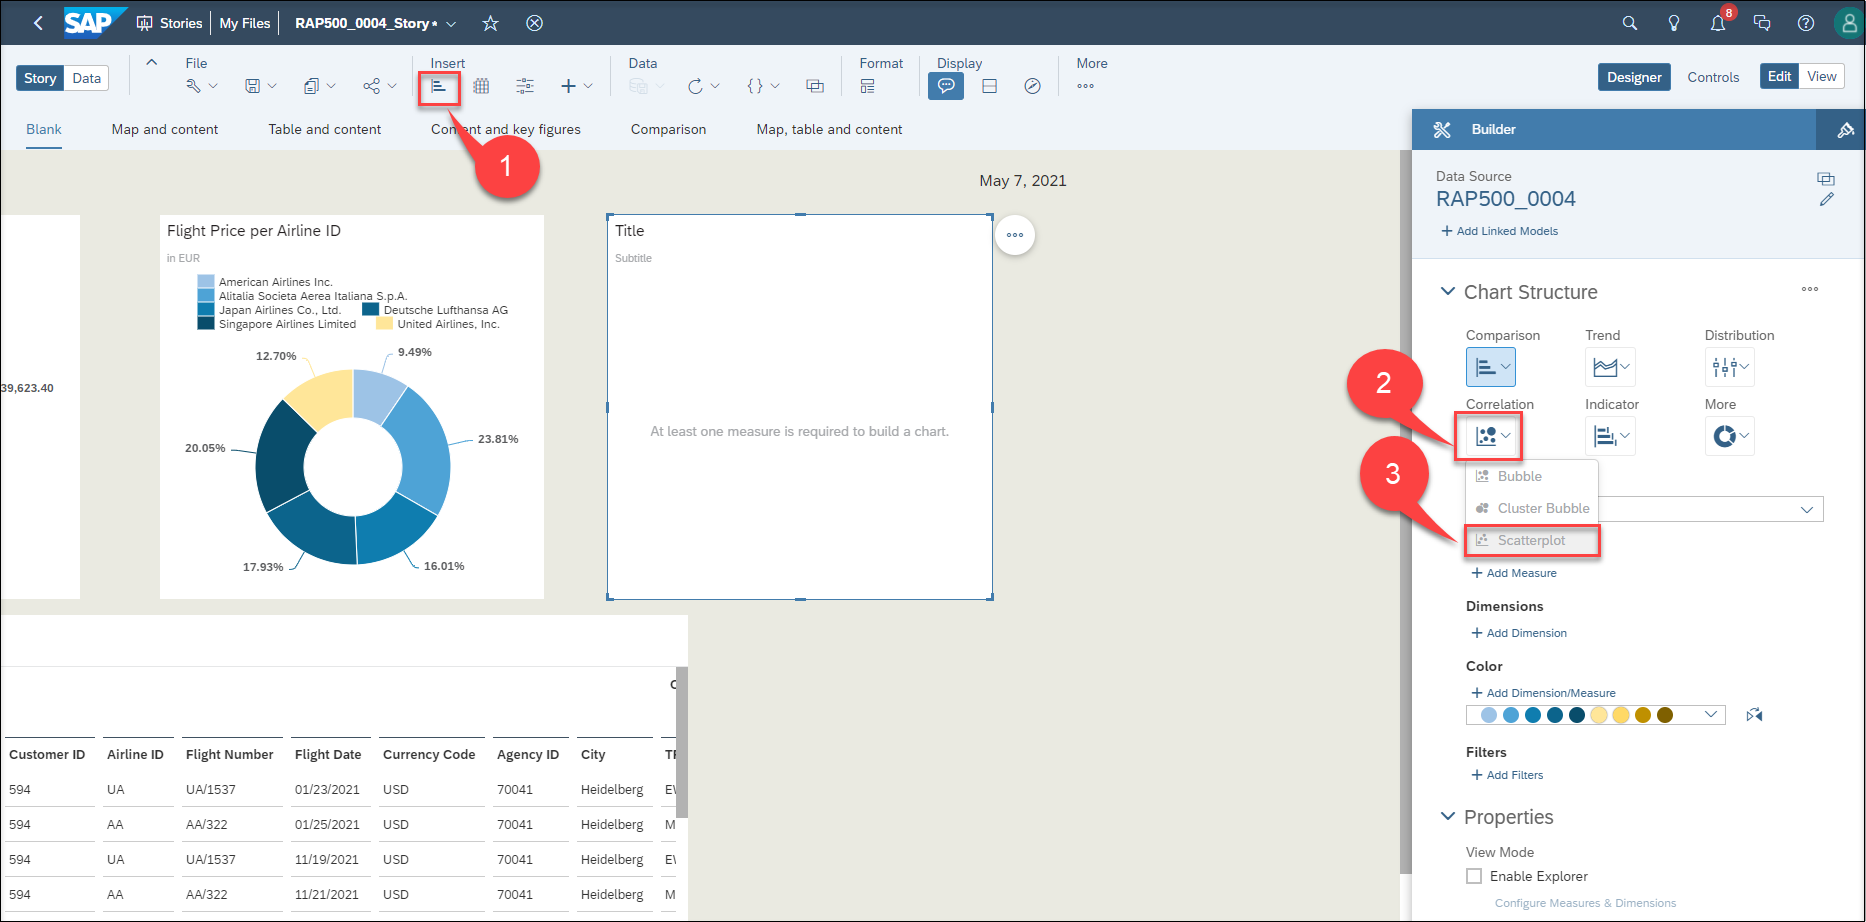 SAP Stories My Files RAP500_0004_Story* 8
File Insert Data Format Display More
Story Data Designer Controls Edit View
Blank Map and content Table and content Content and key figures Comparison Map, table and content
1
Builder
May 7, 2021
Data Source
RAP500_0004
+ Add Linked Models
Flight Price per Airline ID
in EUR
American Airlines Inc.
Alitalia Societa Aerea Italiana S.p.A.
Japan Airlines Co., Ltd. Deutsche Lufthansa AG
Singapore Airlines Limited United Airlines, Inc.
12.70% 9.49%
39,623.40
20.05% 23.81%
17.93% 16.01%
Title
Subtitle
At least one measure is required to build a chart.
Chart Structure
Comparison Trend Distribution
2
Correlation Indicator More
3
Bubble
Cluster Bubble
Scatterplot
+ Add Measure
Dimensions
+ Add Dimension
Color
+ Add Dimension/Measure
Filters
+ Add Filters
Properties
View Mode
Enable Explorer
Configure Measures & Dimensions
Customer ID Airline ID Flight Number Flight Date Currency Code Agency ID City
594 UA UA/1537 01/23/2021 USD 70041 Heidelberg
594 AA AA/322 01/25/2021 USD 70041 Heidelberg M
594 UA UA/1537 11/19/2021 USD 70041 Heidelberg
594 AA AA/322 11/21/2021 USD 70041 Heidelberg M